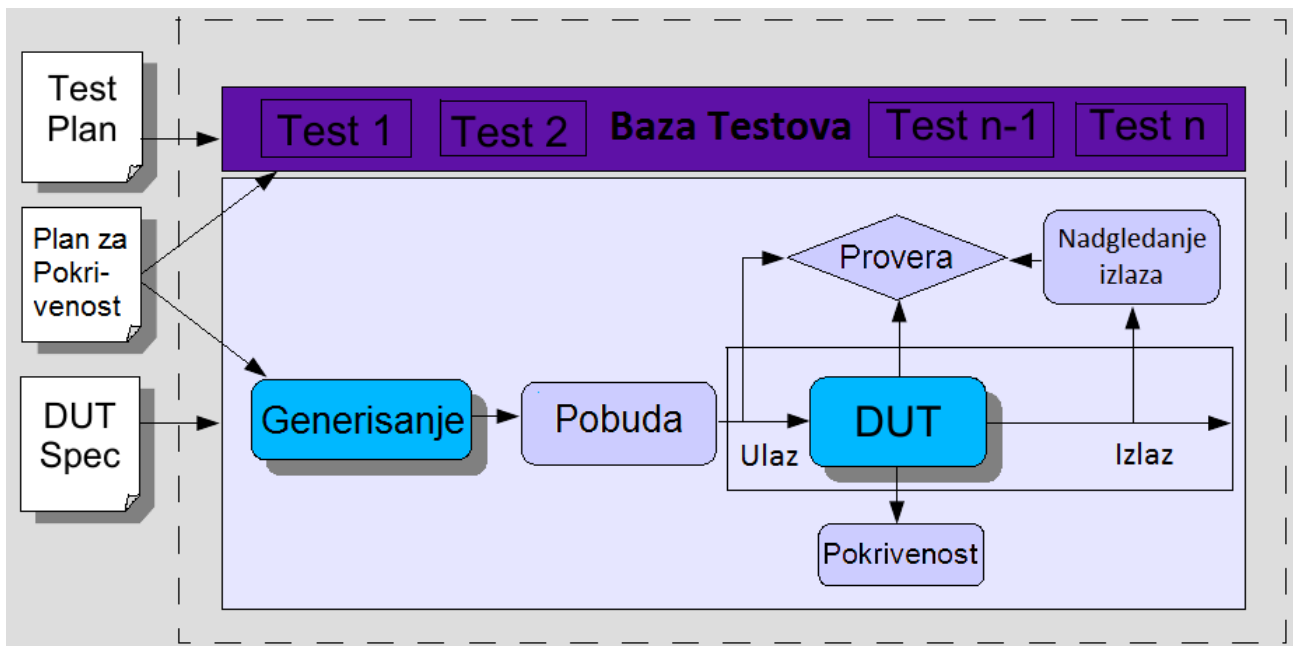 Test
Plan
Test 1
Test 2
Baza Testova
Test n-1
Test n
Plan za
Pokri-
venost
Provera
Nadgledanje
izlaza
DUT
Spec
Generisanje
Pobuda
Ulaz
DUT
Izlaz
Pokrivenost